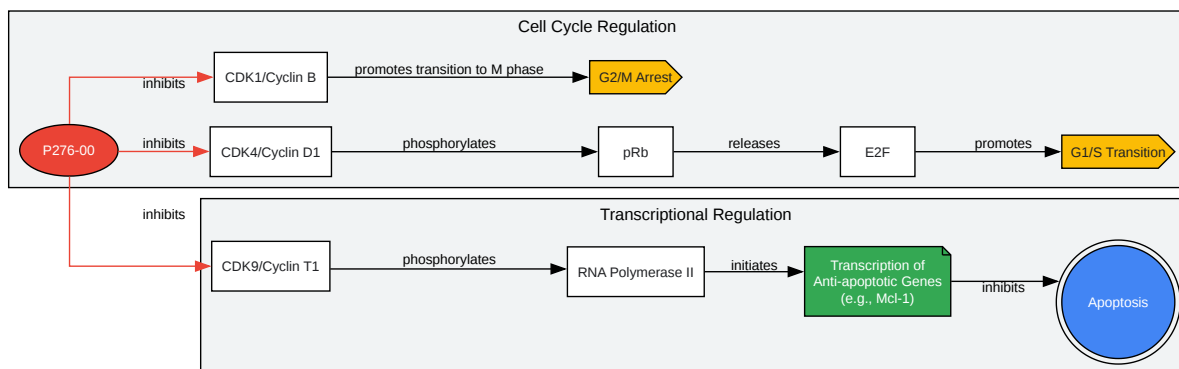 Cell Cycle Regulation
inhibits
CDK1/Cyclin B
promotes transition to M phase
G2/M Arrest
P276-00
inhibits
CDK4/Cyclin D1
phosphorylates
pRb
releases
E2F
promotes
G1/S Transition
inhibits
Transcriptional Regulation
CDK9/Cyclin T1
phosphorylates
RNA Polymerase II
initiates
Transcription of
Anti-apoptotic Genes
(e.g., Mcl-1)
inhibits
Apoptosis